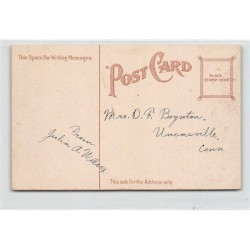 This Space for Writing Messages.
POST CARD
PLACE
STAMP HERE
Mrs. O. F. Boynton,
Uncasville,
Conn
From
Julia A.
This side for the Address only